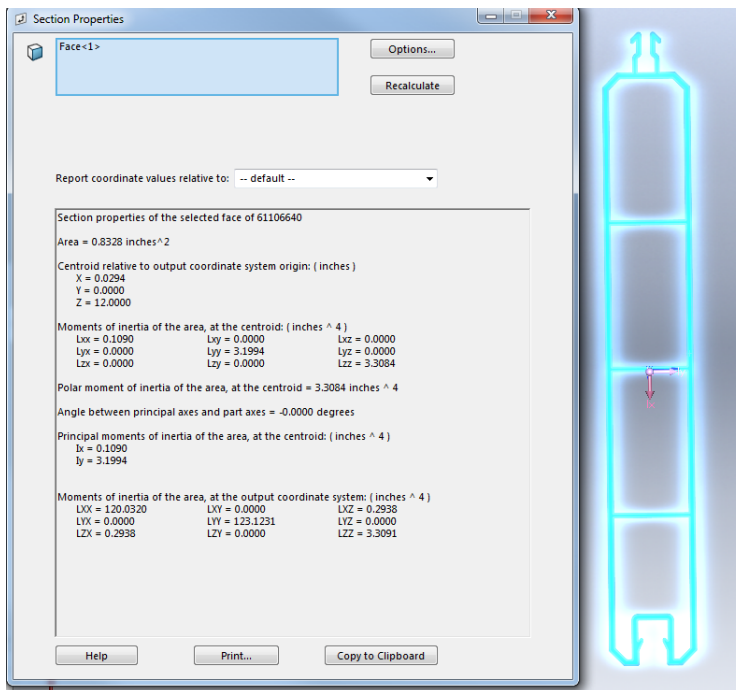 Section Properties
Face<1>
Options...
Recalculate
Report coordinate values relative to: -- default --
Section properties of the selected face of 61106640
Area = 0.8328 inches^2
Centroid relative to output coordinate system origin: ( inches )
X = 0.0294
Y = 0.0000
Z = 12.0000
Moments of inertia of the area, at the centroid: ( inches ^ 4 )
Lxx = 0.1090 Lxy = 0.0000 Lxz = 0.0000
Lyx = 0.0000 Lyy = 3.1994 Lyz = 0.0000
Lzx = 0.0000 Lzy = 0.0000 Lzz = 3.3084
Polar moment of inertia of the area, at the centroid = 3.3084 inches ^ 4
Angle between principal axes and part axes = -0.0000 degrees
Principal moments of inertia of the area, at the centroid: ( inches ^ 4 )
Ix = 0.1090
Iy = 3.1994
Moments of inertia of the area, at the output coordinate system: ( inches ^ 4 )
LXX = 120.0320 LXY = 0.0000 LXZ = 0.2938
LYX = 0.0000 LYY = 123.1231 LYZ = 0.0000
LZX = 0.2938 LZY = 0.0000 LZZ = 3.3091
Help Print... Copy to Clipboard